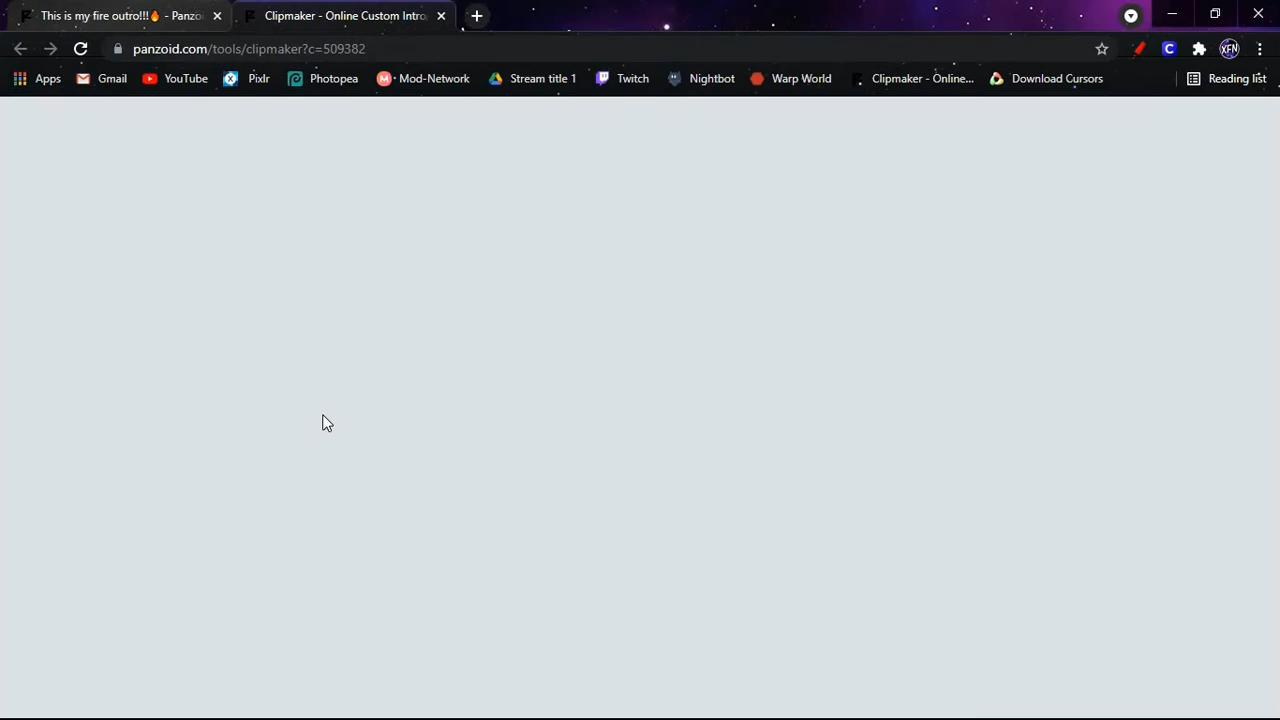 This is my fire outro!!!🔥 - Panzo
Clipmaker - Online Custom Intro
panzoid.com/tools/clipmaker?c=509382
C
XFN
Apps
Gmail
YouTube
Pixlr
Photopea
Mod-Network
Stream title 1
Twitch
Nightbot
Warp World
Clipmaker - Online...
Download Cursors
Reading list